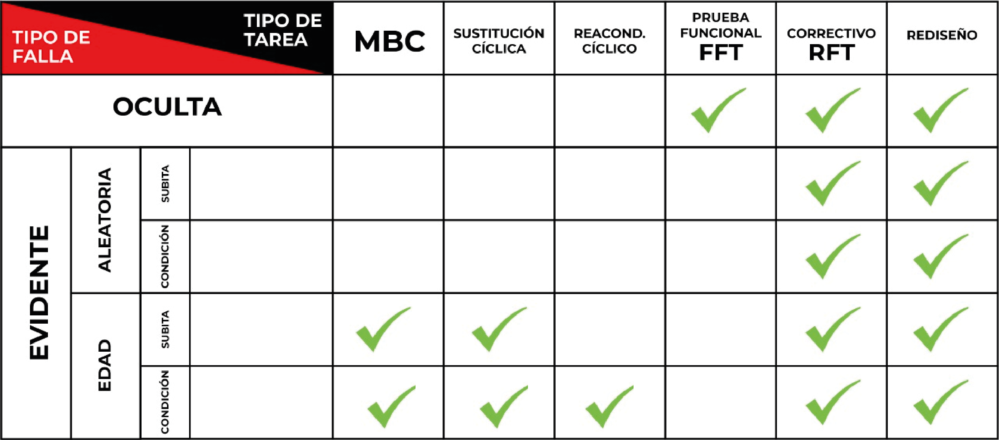 TIPO DE
TAREA
TIPO DE
FALLA
MBC
SUSTITUCIÓN
CÍCLICA
REACOND.
CÍCLICO
PRUEBA
FUNCIONAL
FFT
CORRECTIVO
RFT
REDISEÑO
OCULTA
EVIDENTE
ALEATORIA
SUBITA
CONDICIÓN
EDAD
SUBITA
CONDICIÓN